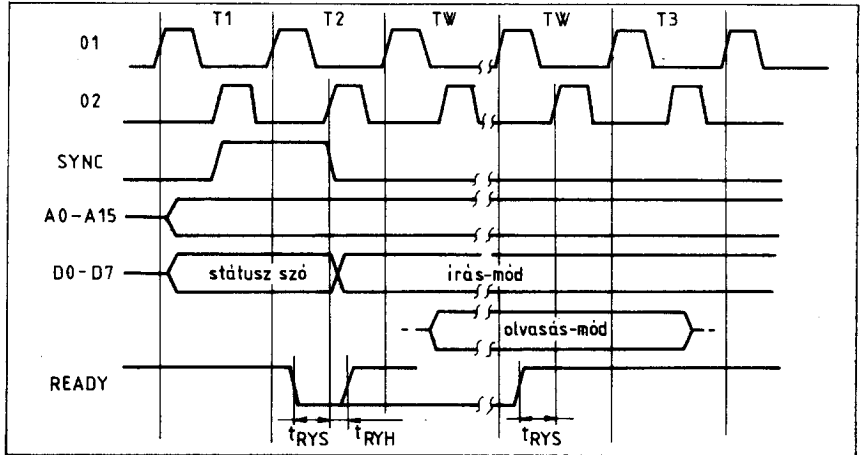 T1 T2 TW TW T3
01
02
SYNC
A0-A15
D0-D7 státusz szó írás-mód
olvasás-mód
READY
tRYS tRYH tRYS